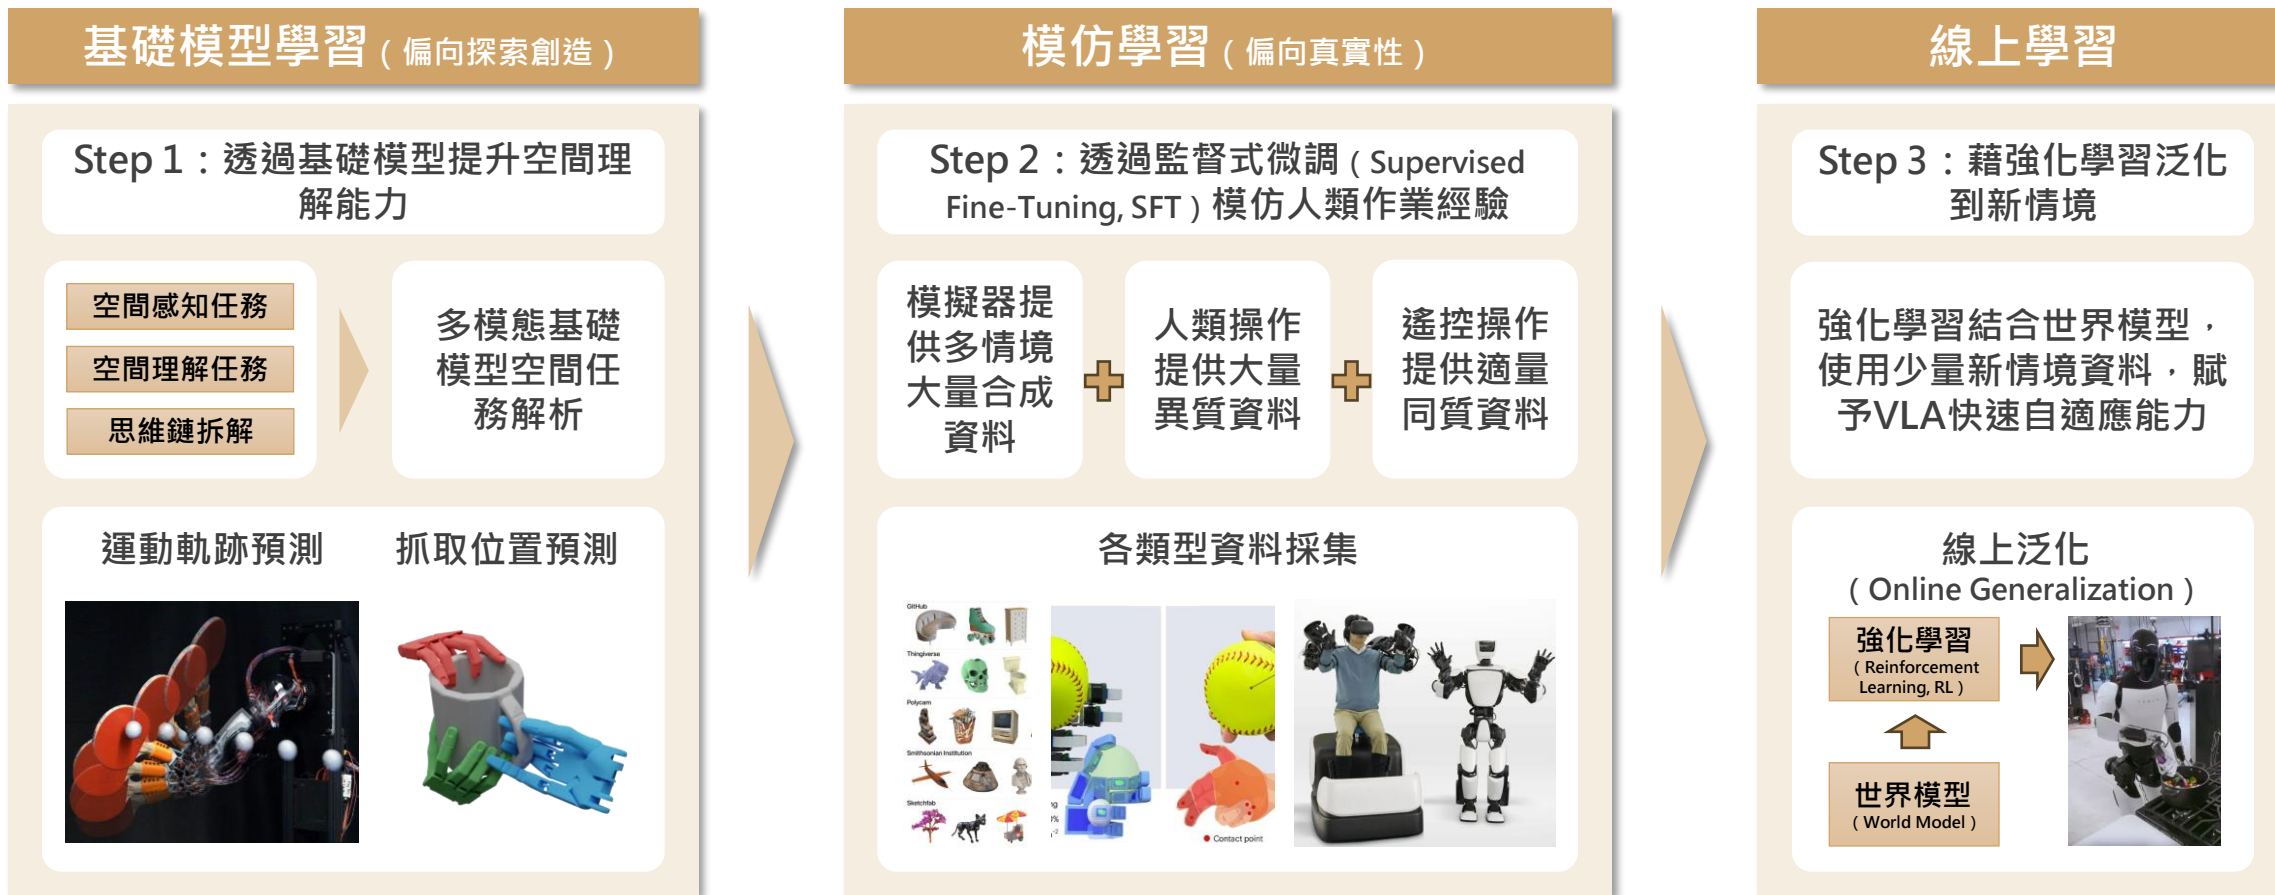 基礎模型學習（偏向探索創造）
Step 1：透過基礎模型提升空間理
解能力
空間感知任務
空間理解任務
思維鏈拆解
多模態基礎
模型空間任
務解析
運動軌跡預測
抓取位置預測
模仿學習（偏向真實性）
Step 2：透過監督式微調（Supervised
Fine-Tuning, SFT）模仿人類作業經驗
模擬器提
供多情境
大量合成
資料
人類操作
提供大量
異質資料
遙控操作
提供適量
同質資料
各類型資料採集
GitHub
Thingiverse
Polycam
Smithsonian Institution
Sketchfab
Contact point
線上學習
Step 3：藉強化學習泛化
到新情境
強化學習結合世界模型，
使用少量新情境資料，賦
予VLA快速自適應能力
線上泛化
（Online Generalization）
強化學習
（Reinforcement
Learning, RL）
世界模型
（World Model）